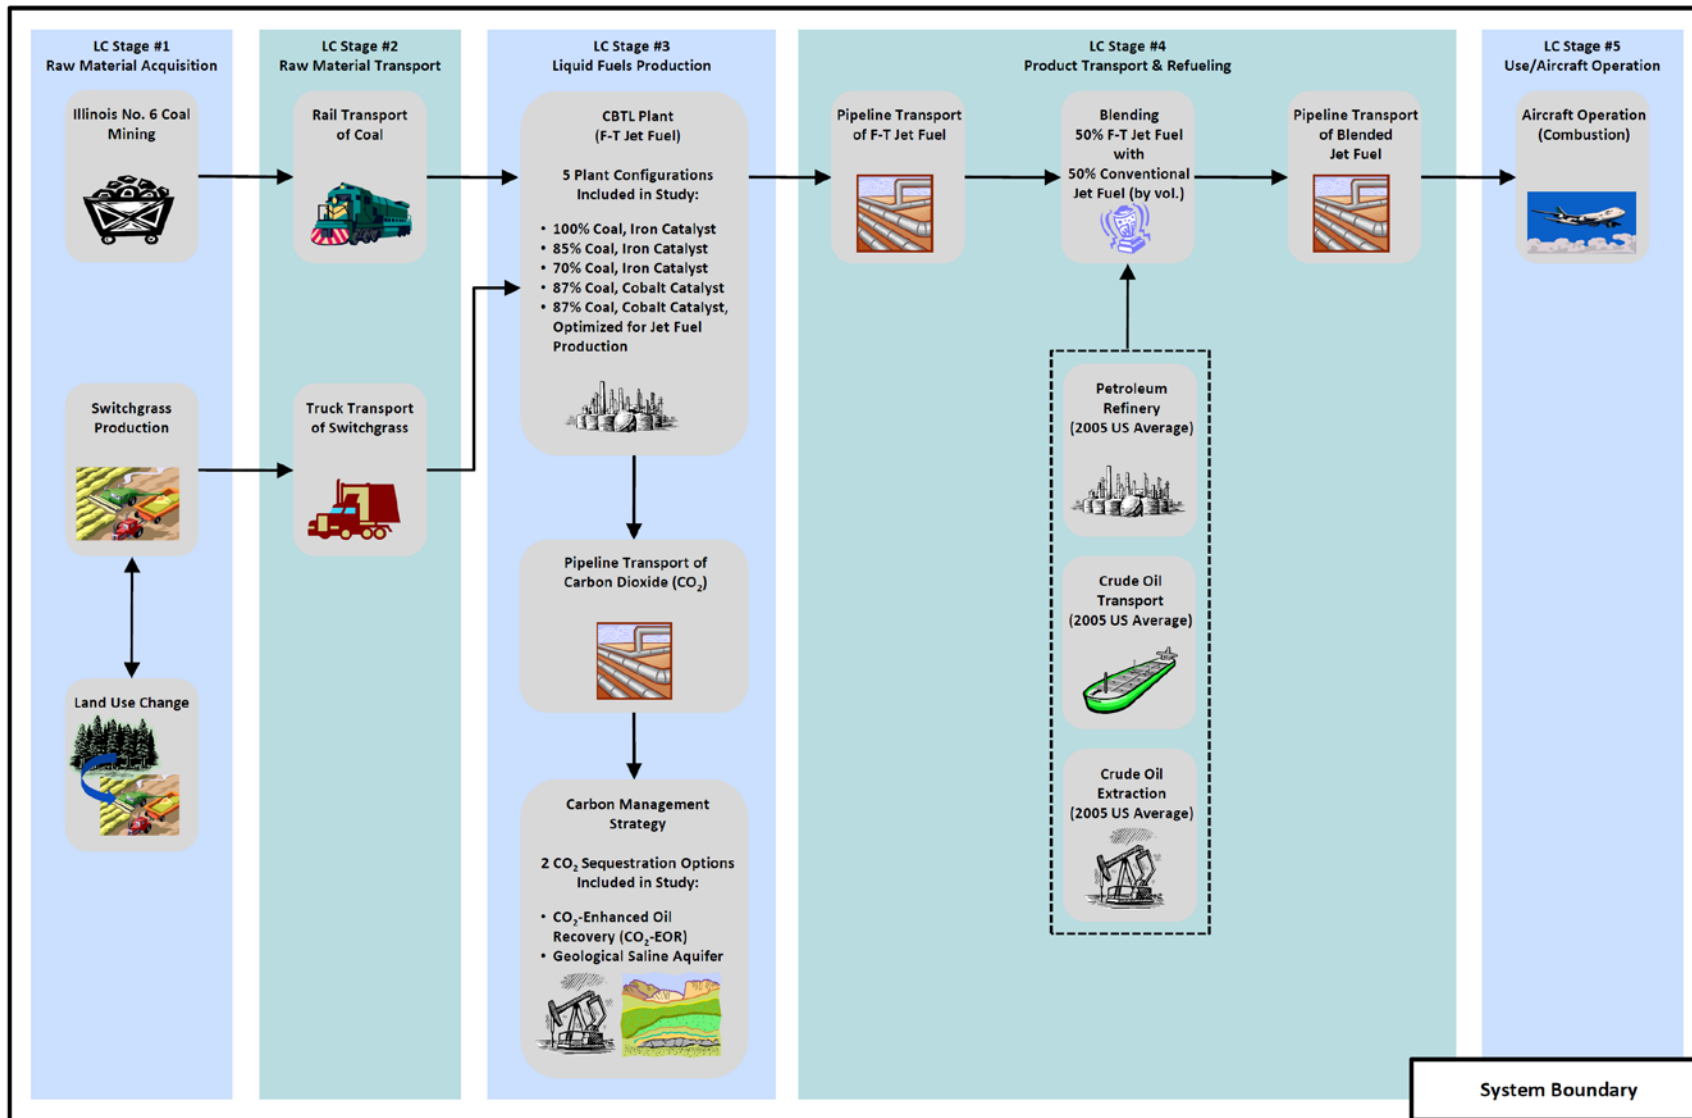 LC Stage #1
Raw Material Acquisition
Illinois No. 6 Coal
Mining
Switchgrass
Production
Land Use Change
LC Stage #2
Raw Material Transport
Rail Transport
of Coal
Truck Transport
of Switchgrass
LC Stage #3
Liquid Fuels Production
CBTL Plant
(F-T Jet Fuel)
5 Plant Configurations
Included in Study:
• 100% Coal, Iron Catalyst
• 85% Coal, Iron Catalyst
• 70% Coal, Iron Catalyst
• 87% Coal, Cobalt Catalyst
• 87% Coal, Cobalt Catalyst,
Optimized for Jet Fuel
Production
Pipeline Transport of
Carbon Dioxide (CO₂)
Carbon Management
Strategy
2 CO₂ Sequestration Options
Included in Study:
• CO₂-Enhanced Oil
Recovery (CO₂-EOR)
• Geological Saline Aquifer
LC Stage #4
Product Transport & Refueling
Pipeline Transport
of F-T Jet Fuel
Blending
50% F-T Jet Fuel
with
50% Conventional
Jet Fuel (by vol.)
Pipeline Transport
of Blended
Jet Fuel
Petroleum
Refinery
(2005 US Average)
Crude Oil
Transport
(2005 US Average)
Crude Oil
Extraction
(2005 US Average)
LC Stage #5
Use/Aircraft Operation
Aircraft Operation
(Combustion)
System Boundary